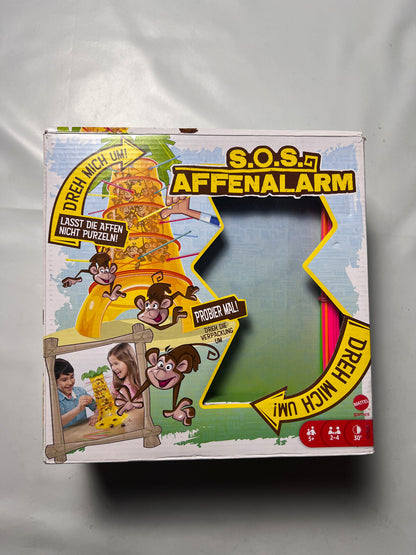 S.O.S.
AFFENALARM
DREH MICH UM!
LASST DIE AFFEN
NICHT PURZELN!
PROBIER MAL!
DREH DIE
VERPACKUNG
UM
DREH MICH UM!
MATTEL
games
5+
2-4
30'